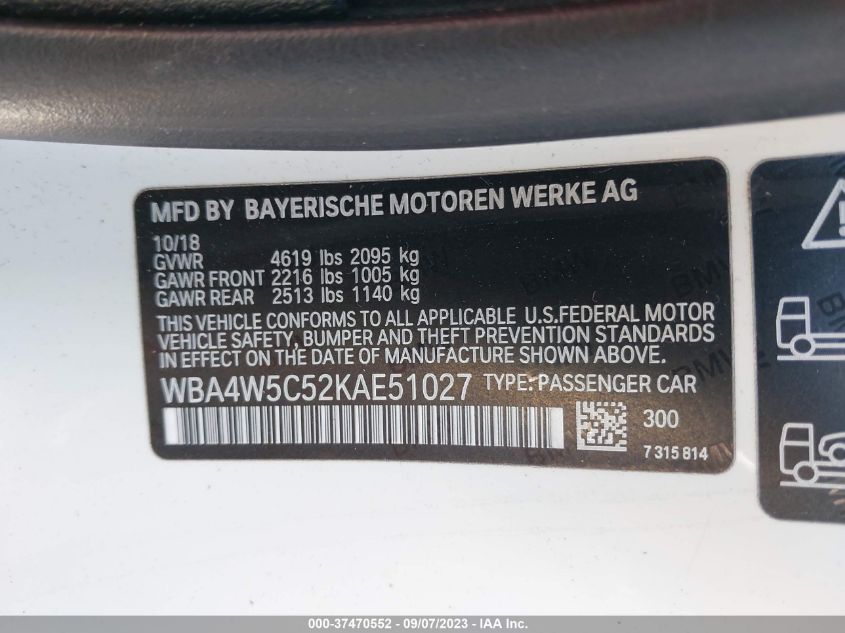 MFD BY BAYERISCHE MOTOREN WERKE AG
10/18
GVWR 4619 lbs 2095 kg
GAWR FRONT 2216 lbs 1005 kg
GAWR REAR 2513 lbs 1140 kg
THIS VEHICLE CONFORMS TO ALL APPLICABLE U.S.FEDERAL MOTOR
VEHICLE SAFETY, BUMPER AND THEFT PREVENTION STANDARDS
IN EFFECT ON THE DATE OF MANUFACTURE SHOWN ABOVE.
WBA4W5C52KAE51027 TYPE: PASSENGER CAR
300
7 315 814
000-37470552 - 09/07/2023 - IAA Inc.